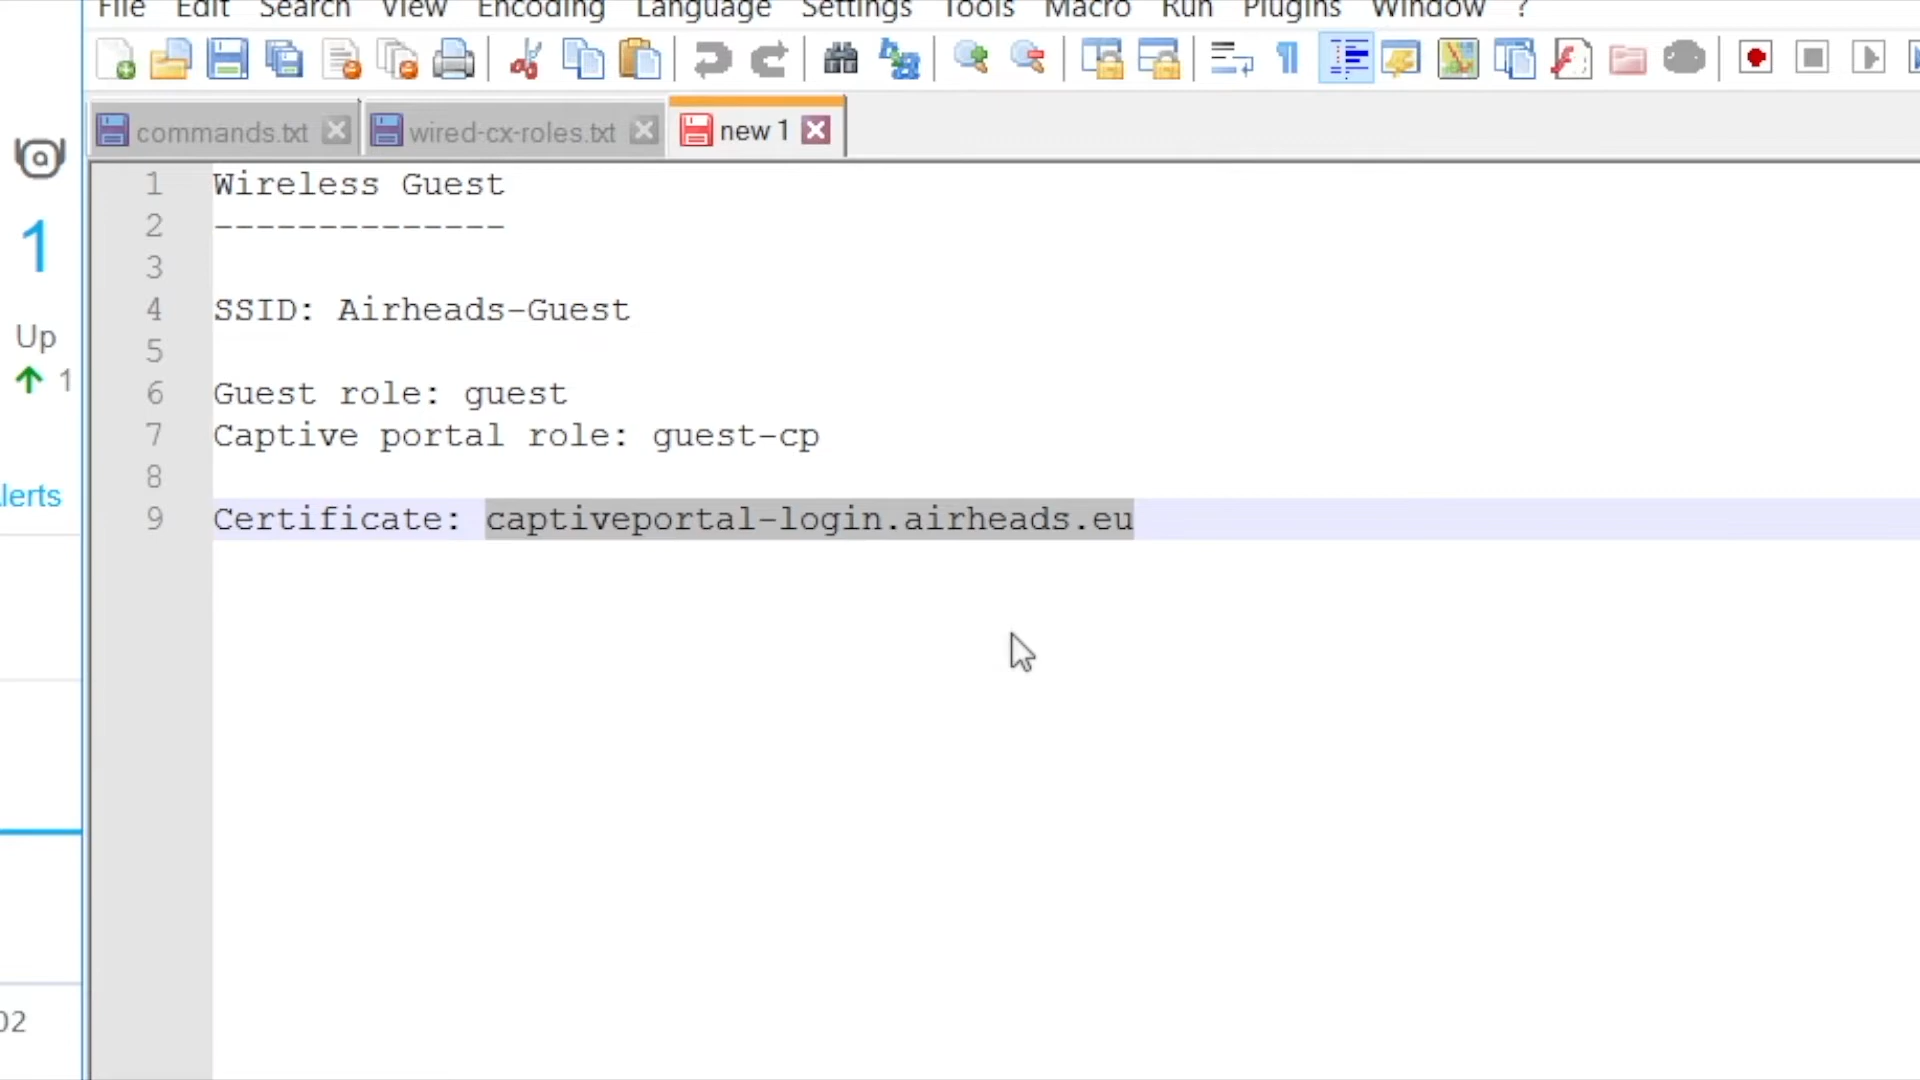 File Edit Search View Encoding Language Settings Tools Macro Run Plugins Window ?
commands.txt wired-cx-roles.txt new 1
1 Wireless Guest
2 --------------
3
4 SSID: Airheads-Guest
5
6 Guest role: guest
7 Captive portal role: guest-cp
8
9 Certificate: captiveportal-login.airheads.eu
1
Up
1
lerts
02